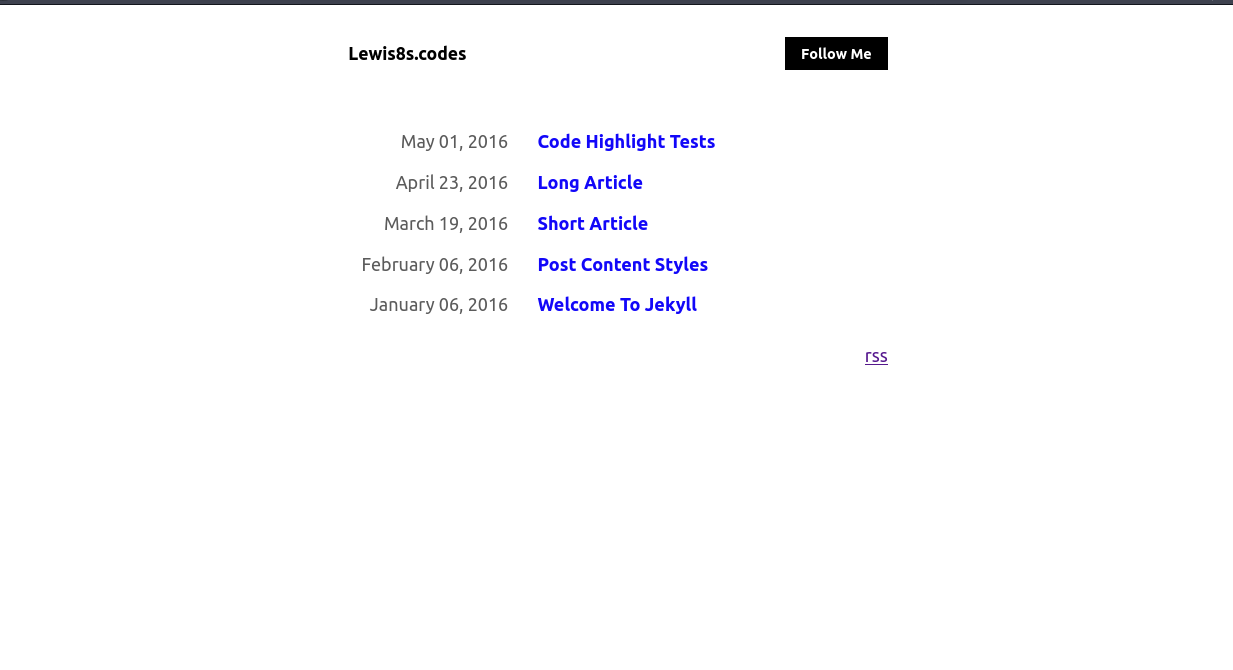 Lewis8s.codes Follow Me
May 01, 2016 Code Highlight Tests
April 23, 2016 Long Article
March 19, 2016 Short Article
February 06, 2016 Post Content Styles
January 06, 2016 Welcome To Jekyll
rss